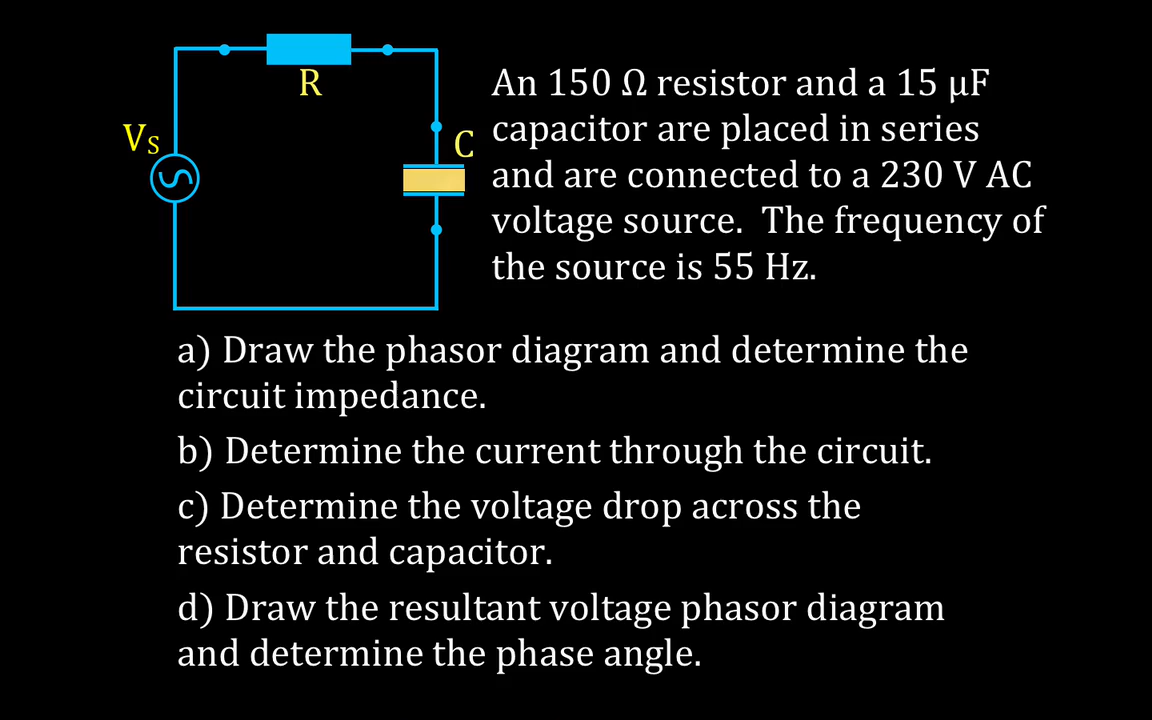 R
V_S
C
An 150 Ω resistor and a 15 μF
capacitor are placed in series
and are connected to a 230 V AC
voltage source.  The frequency of
the source is 55 Hz.
a) Draw the phasor diagram and determine the
circuit impedance.
b) Determine the current through the circuit.
c) Determine the voltage drop across the
resistor and capacitor.
d) Draw the resultant voltage phasor diagram
and determine the phase angle.